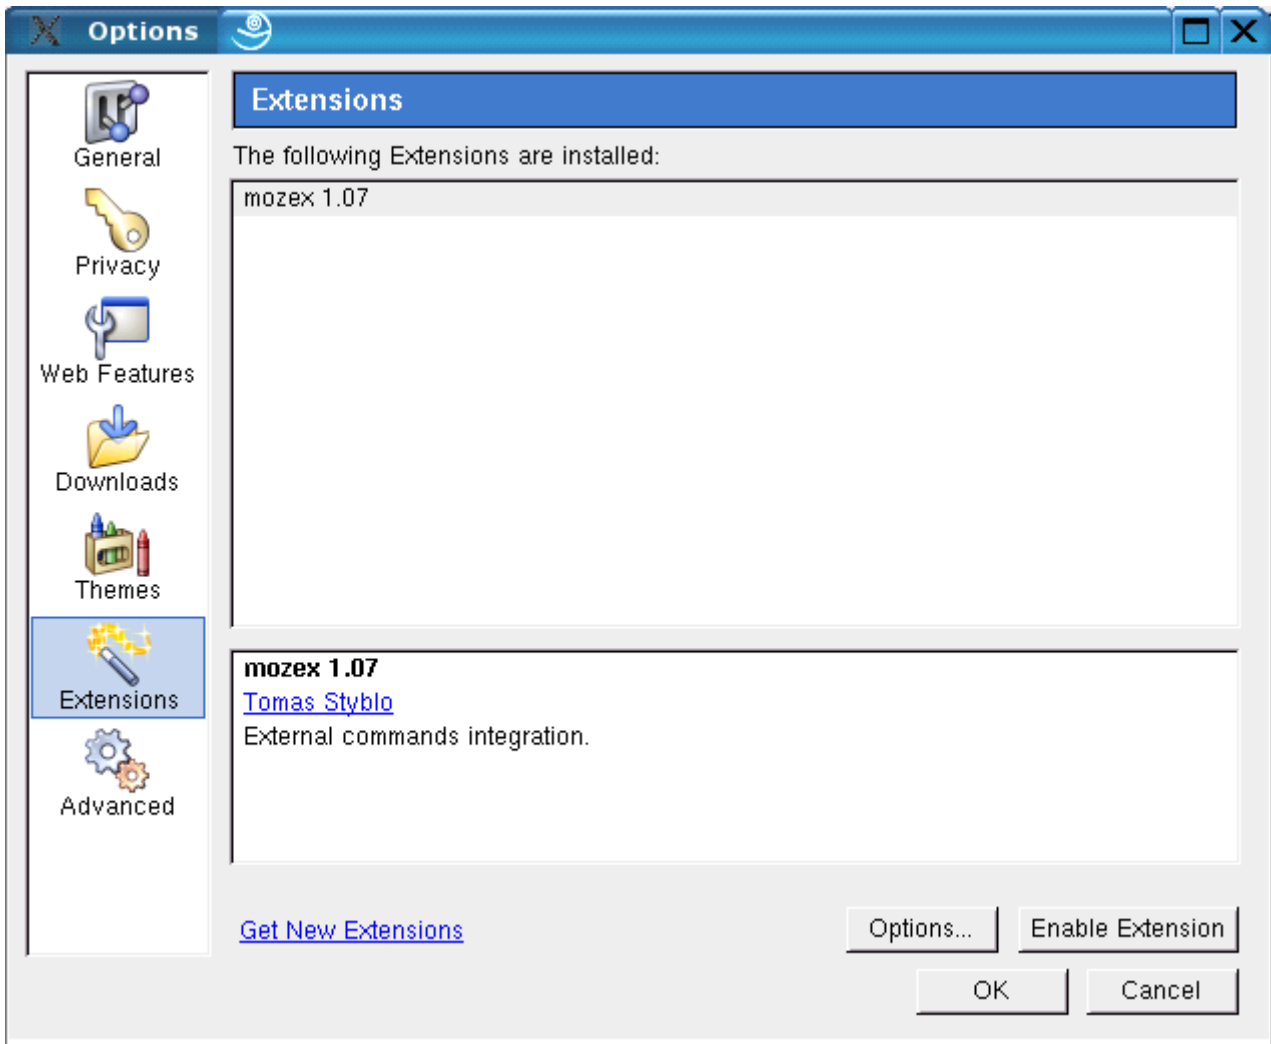 Options
General
Privacy
Web Features
Downloads
Themes
Extensions
Advanced
Extensions
The following Extensions are installed:
mozex 1.07
mozex 1.07
Tomas Styblo
External commands integration.
Get New Extensions
Options...
Enable Extension
OK
Cancel